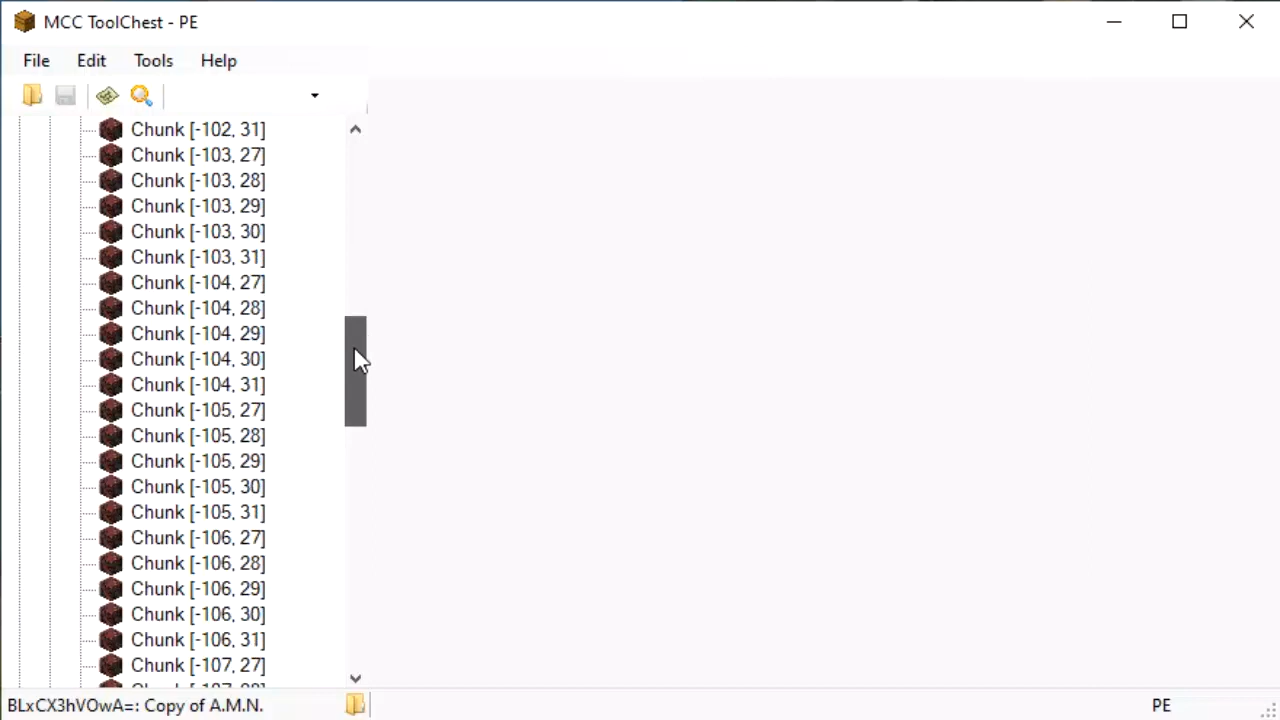 MCC ToolChest - PE
File Edit Tools Help
Chunk [-102, 31]
Chunk [-103, 27]
Chunk [-103, 28]
Chunk [-103, 29]
Chunk [-103, 30]
Chunk [-103, 31]
Chunk [-104, 27]
Chunk [-104, 28]
Chunk [-104, 29]
Chunk [-104, 30]
Chunk [-104, 31]
Chunk [-105, 27]
Chunk [-105, 28]
Chunk [-105, 29]
Chunk [-105, 30]
Chunk [-105, 31]
Chunk [-106, 27]
Chunk [-106, 28]
Chunk [-106, 29]
Chunk [-106, 30]
Chunk [-106, 31]
Chunk [-107, 27]
BLxCX3hVOwA=: Copy of A.M.N. PE